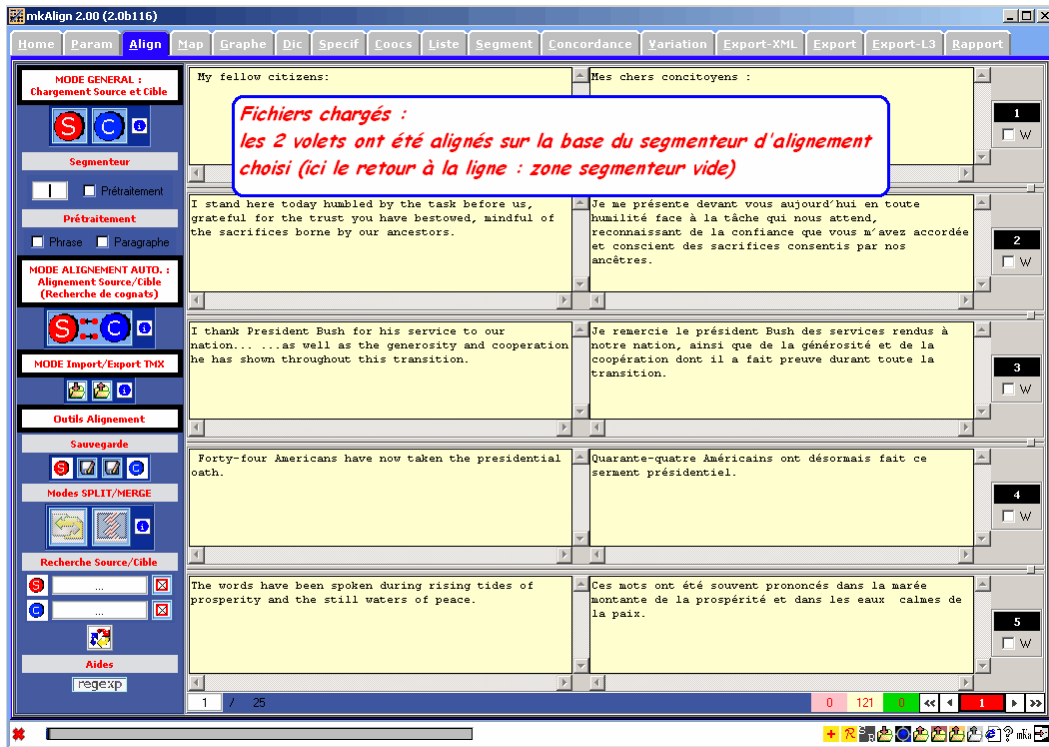 mkAlign 2.00 (2.0b116)
Home Param Align Map Graphe Dic Specif Coocs Liste Segment Concordance Variation Export-XML Export Export-L3 Rapport
MODE GENERAL :
Chargement Source et Cible
S C i
Segmenteur
Prétraitement
Prétraitement
Phrase Paragraphe
MODE ALIGNEMENT AUTO. :
Alignement Source/Cible
(Recherche de cognats)
S C i
MODE Import/Export TMX
i
Outils Alignement
Sauvegarde
S C
Modes SPLIT/MERGE
i
Recherche Source/Cible
S ...
C ...
Aides
regexp
My fellow citizens:
Mes chers concitoyens :
1
W
Fichiers chargés :
les 2 volets ont été alignés sur la base du segmenteur d'alignement
choisi (ici le retour à la ligne : zone segmenteur vide)
I stand here today humbled by the task before us,
grateful for the trust you have bestowed, mindful of
the sacrifices borne by our ancestors.
Je me présente devant vous aujourd'hui en toute
humilité face à la tâche qui nous attend,
reconnaissant de la confiance que vous m'avez accordée
et conscient des sacrifices consentis par nos
ancêtres.
2
W
I thank President Bush for his service to our
nation... ...as well as the generosity and cooperation
he has shown throughout this transition.
Je remercie le président Bush des services rendus à
notre nation, ainsi que de la générosité et de la
coopération dont il a fait preuve durant toute la
transition.
3
W
Forty-four Americans have now taken the presidential
oath.
Quarante-quatre Américains ont désormais fait ce
serment présidentiel.
4
W
The words have been spoken during rising tides of
prosperity and the still waters of peace.
Ces mots ont été souvent prononcés dans la marée
montante de la prospérité et dans les eaux calmes de
la paix.
5
W
1 / 25
0 121 0 1